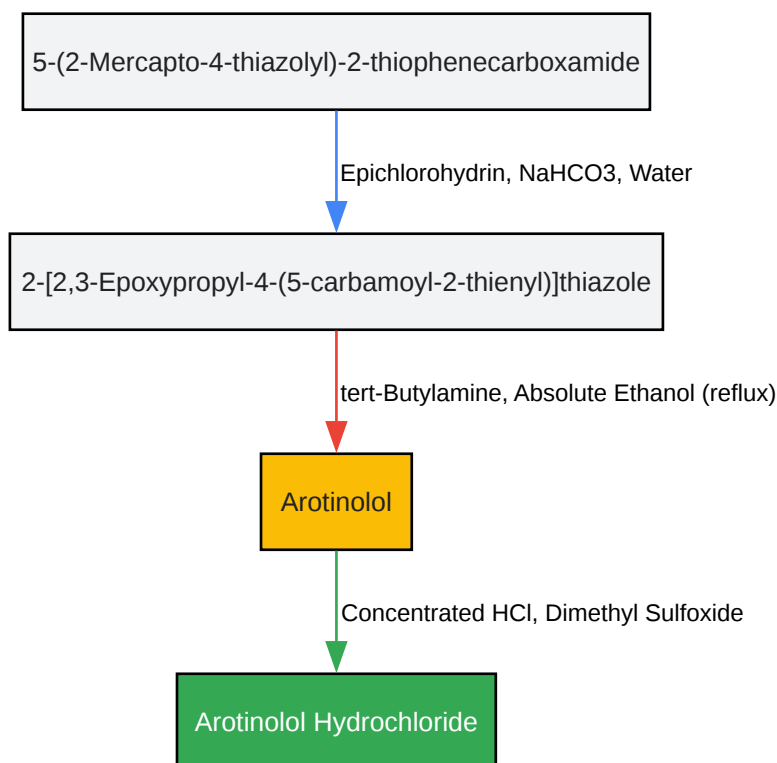 5-(2-Mercapto-4-thiazolyl)-2-thiophenecarboxamide
Epichlorohydrin, NaHCO3, Water
2-[2,3-Epoxypropyl-4-(5-carbamoyl-2-thienyl)]thiazole
tert-Butylamine, Absolute Ethanol (reflux)
Arotinolol
Concentrated HCl, Dimethyl Sulfoxide
Arotinolol Hydrochloride